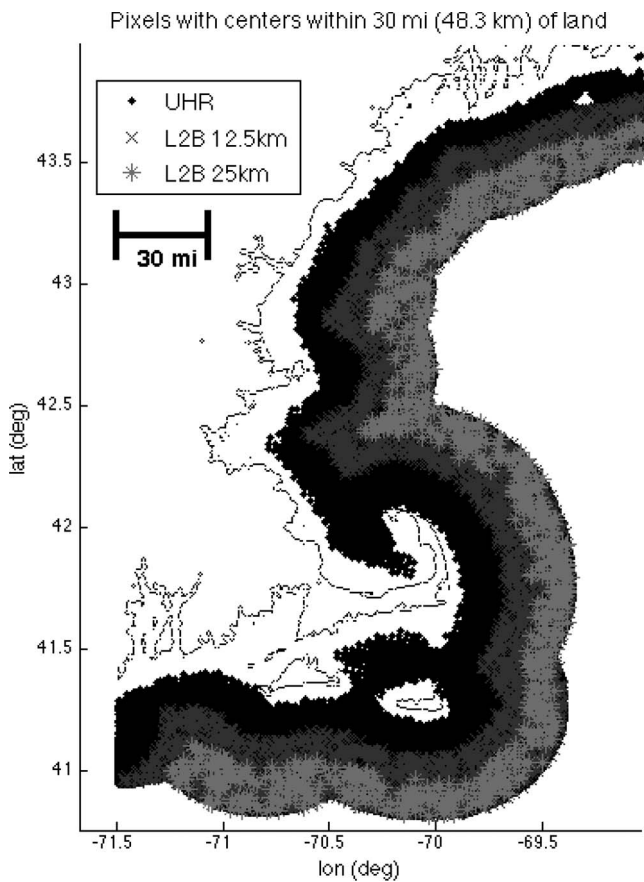 Pixels with centers within 30 mi (48.3 km) of land
UHR
L2B 12.5km
L2B 25km
30 mi
43.5
43
42.5
42
41.5
41
lat (deg)
-71.5
-71
-70.5
-70
-69.5
lon (deg)